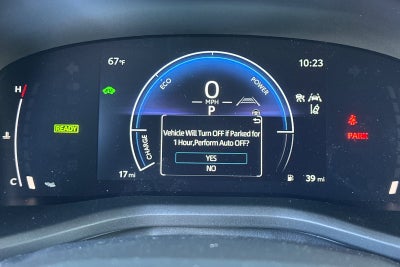 67°F
10:23
ECO
POWER
0
MPH
P
H
READY
PARK
Vehicle Will Turn OFF if Parked for
1 Hour,Perform Auto OFF?
YES
NO
CHARGE
C
17 mi
39 mi